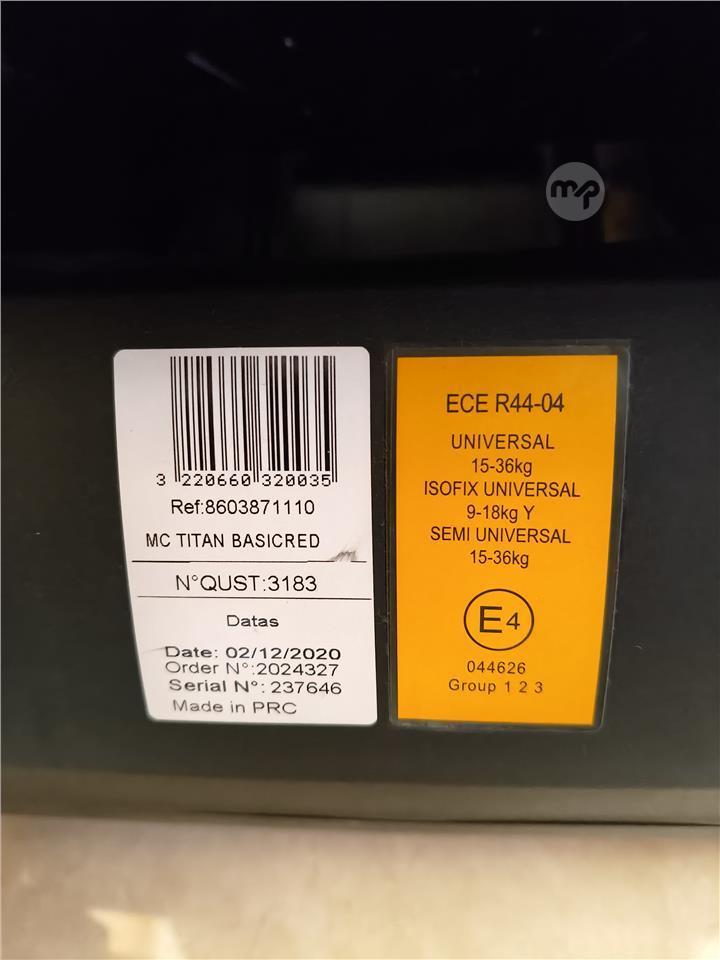 mp
3 220660 320035
Ref:8603871110
MC TITAN BASICRED
N°QUST:3183
Datas
Date: 02/12/2020
Order N°:2024327
Serial N°: 237646
Made in PRC
ECE R44-04
UNIVERSAL
15-36kg
ISOFIX UNIVERSAL
9-18kg Y
SEMI UNIVERSAL
15-36kg
E4
044626
Group 1 2 3